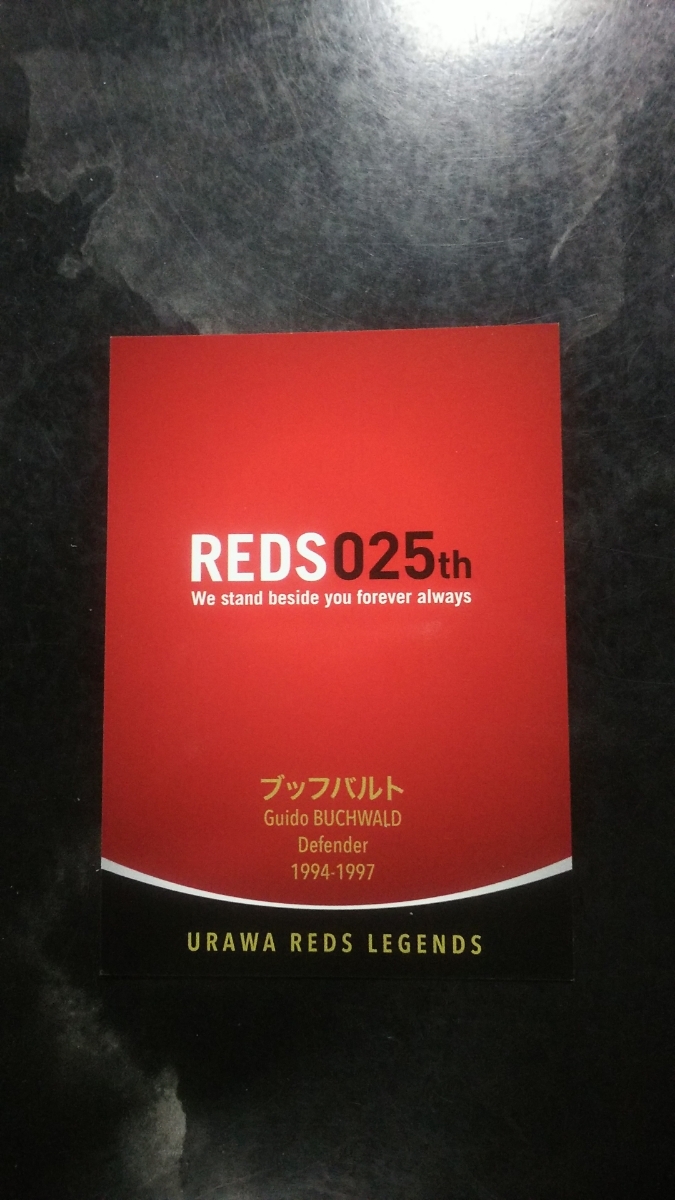 REDS025th
We stand beside you forever always
ブッフバルト
Guido BUCHWALD
Defender
1994-1997
URAWA REDS LEGENDS